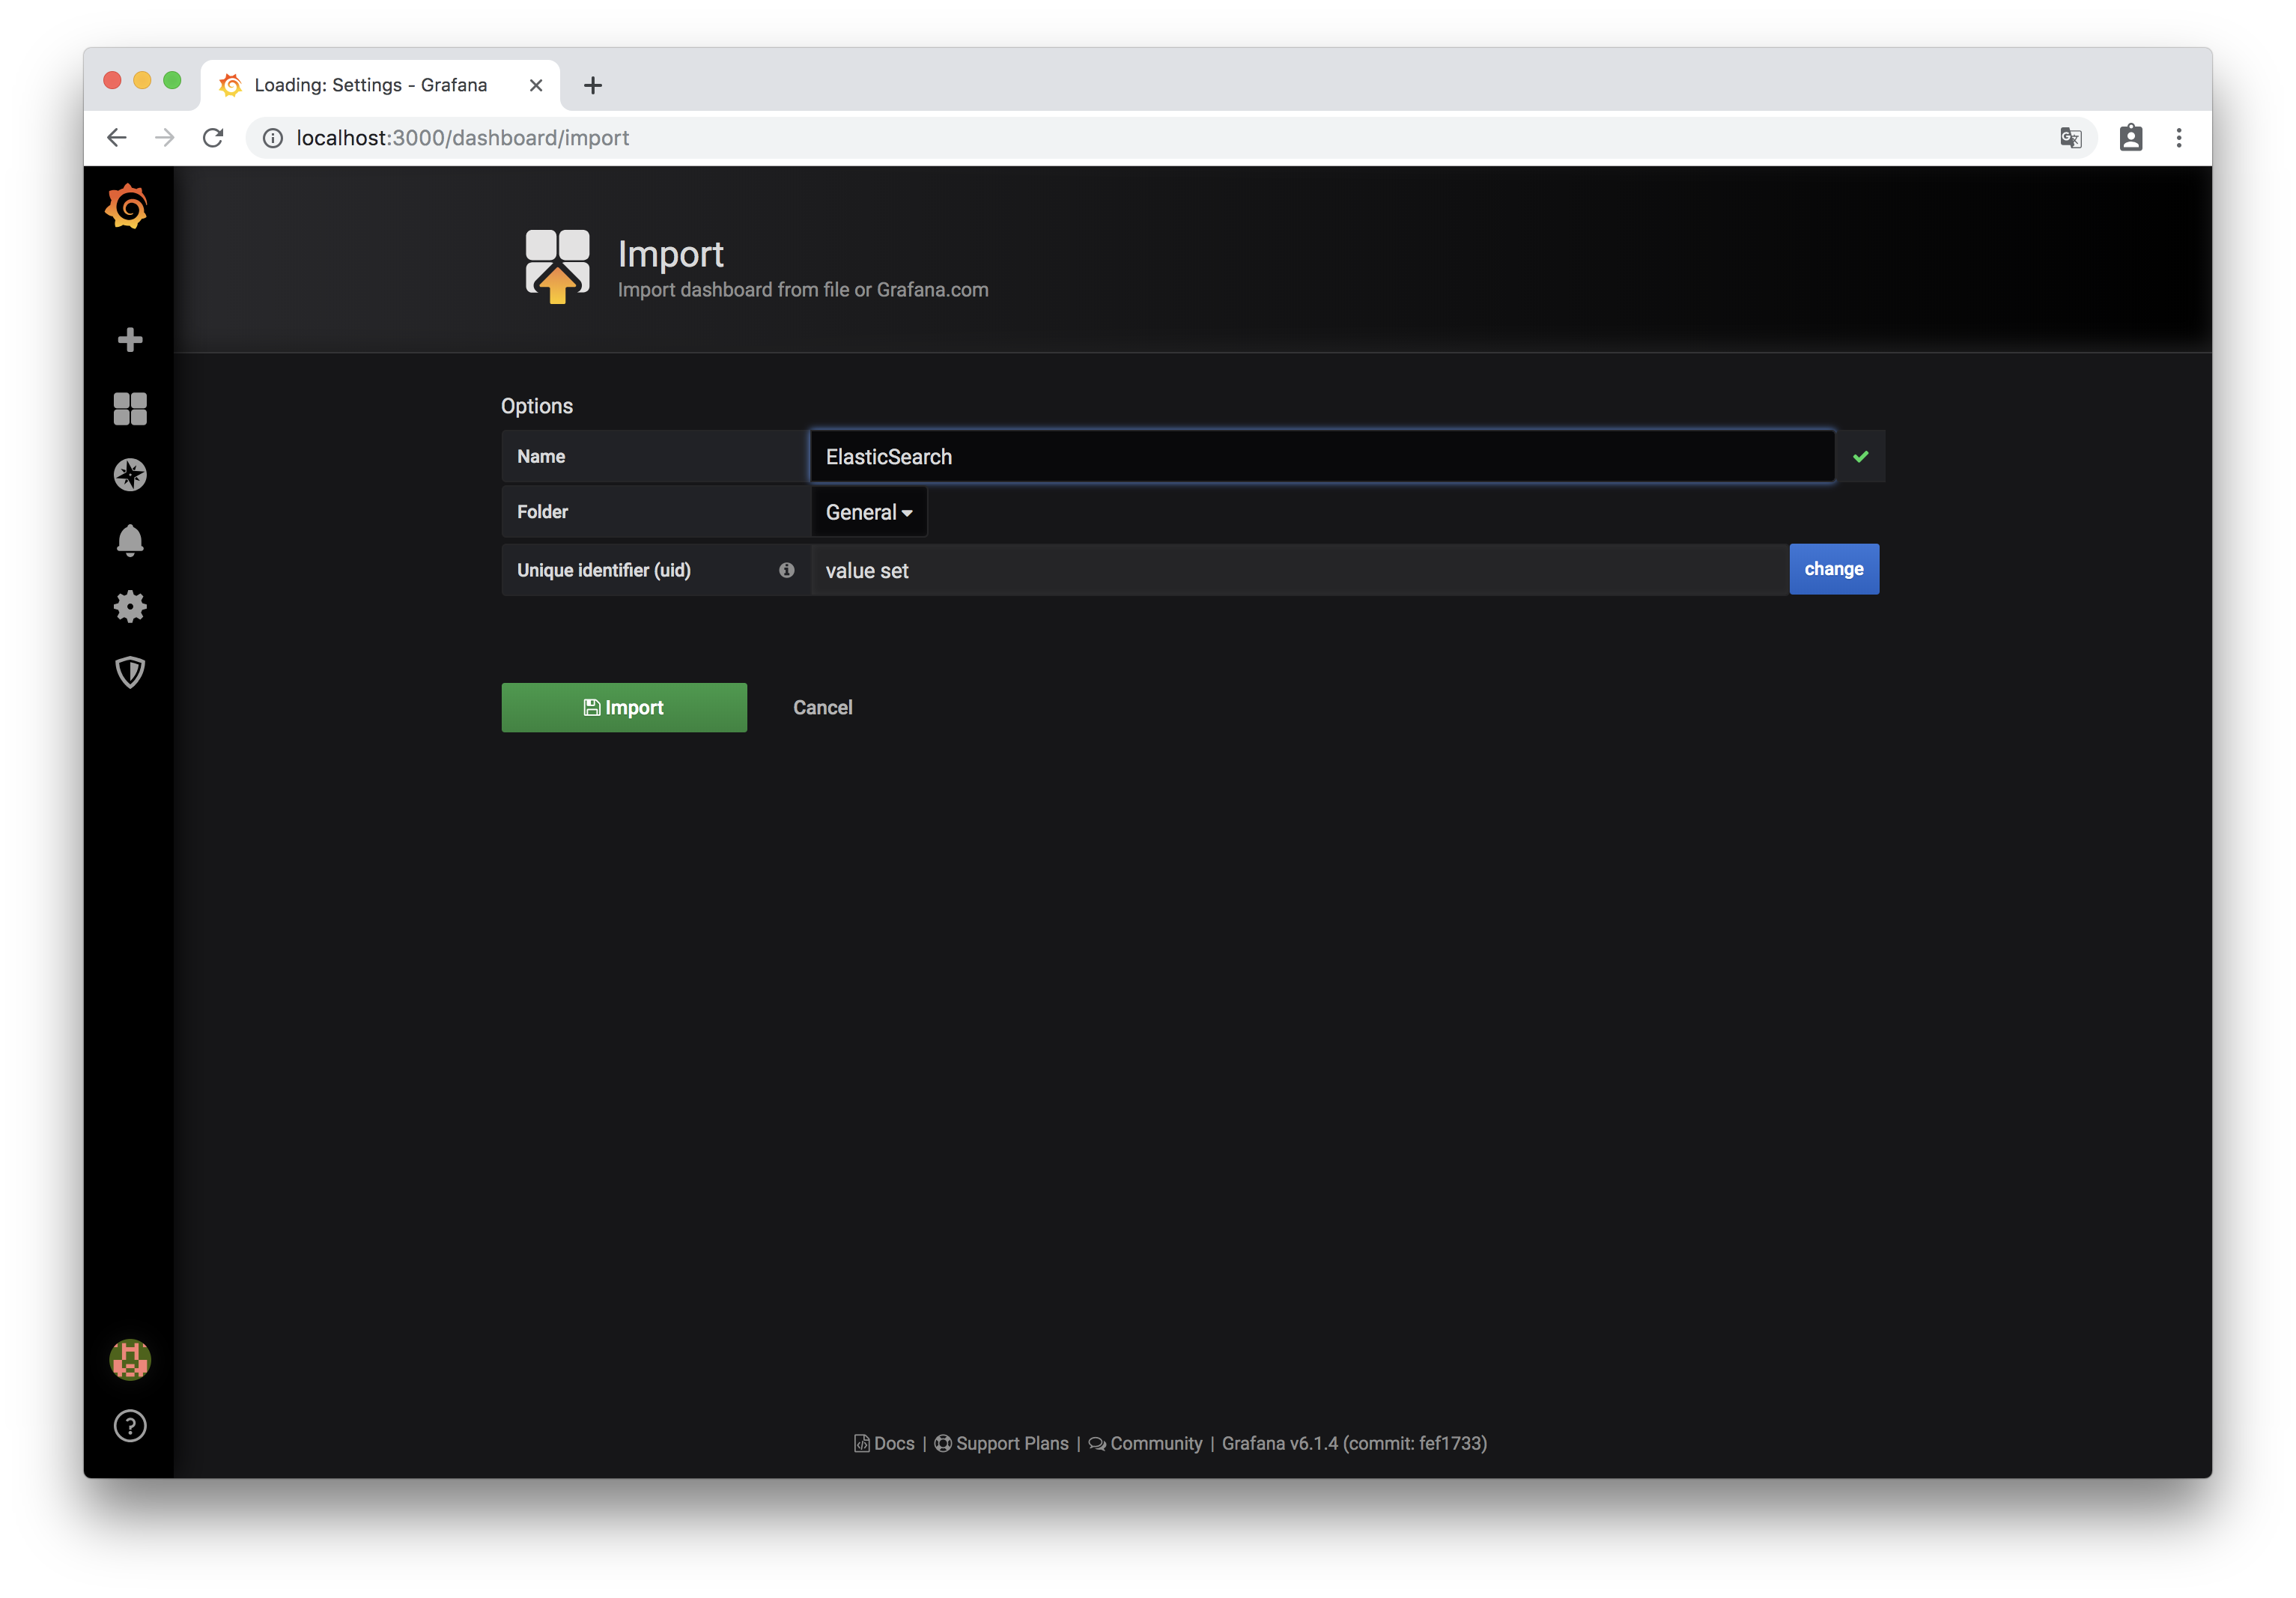 Loading: Settings - Grafana
localhost:3000/dashboard/import
Import
Import dashboard from file or Grafana.com
Options
Name ElasticSearch
Folder General
Unique identifier (uid) value set change
Import Cancel
Docs | Support Plans | Community | Grafana v6.1.4 (commit: fef1733)